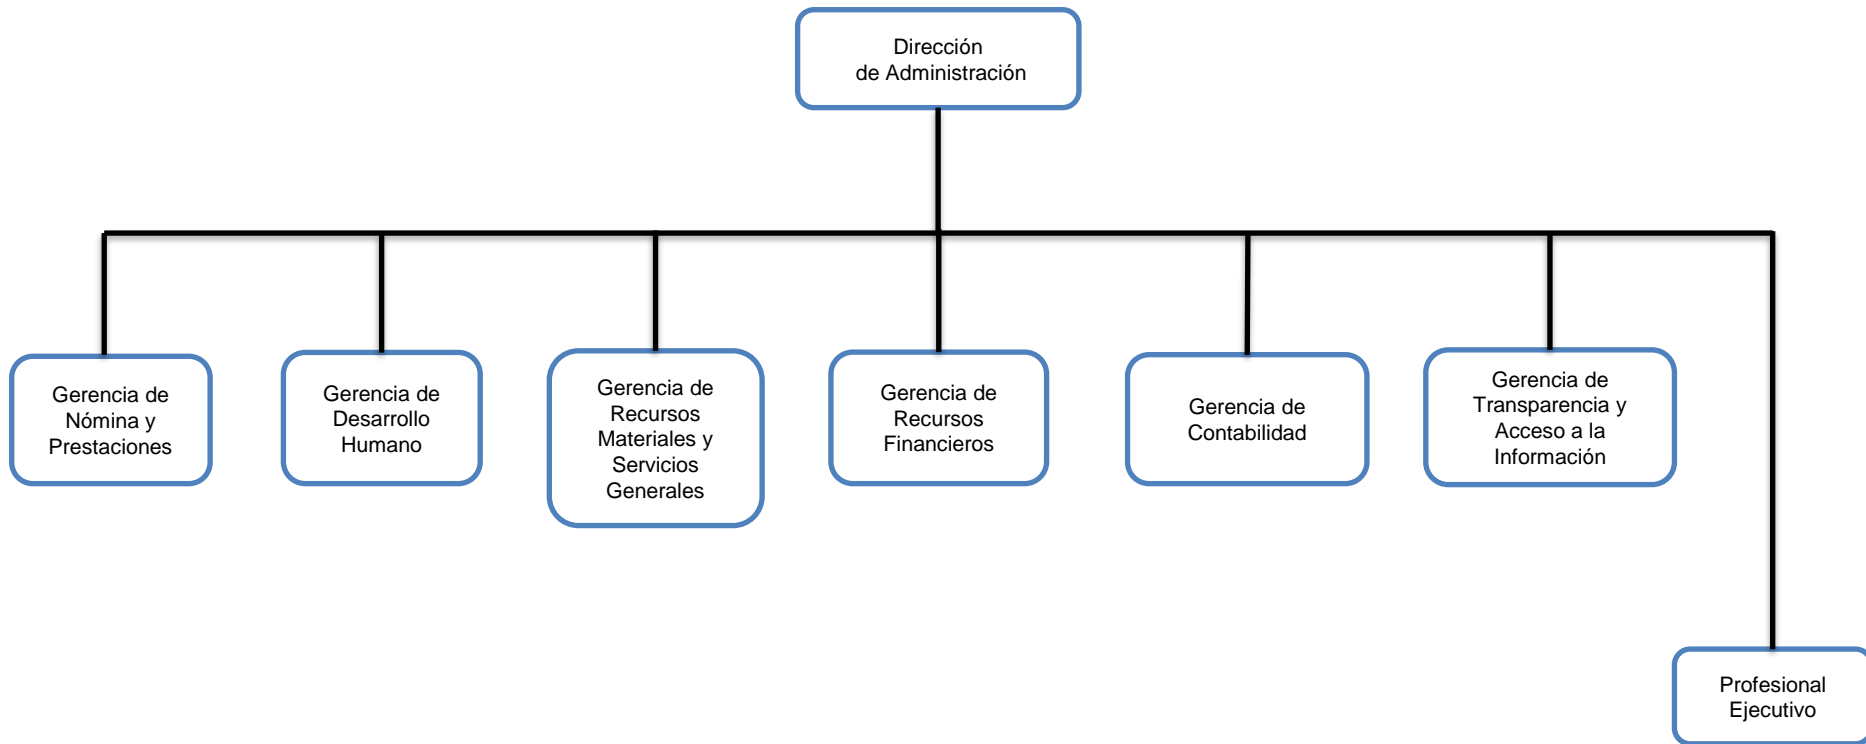 Dirección
de Administración
Gerencia de
Nómina y
Prestaciones
Gerencia de
Desarrollo
Humano
Gerencia de
Recursos
Materiales y
Servicios
Generales
Gerencia de
Recursos
Financieros
Gerencia de
Contabilidad
Gerencia de
Transparencia y
Acceso a la
Información
Profesional
Ejecutivo